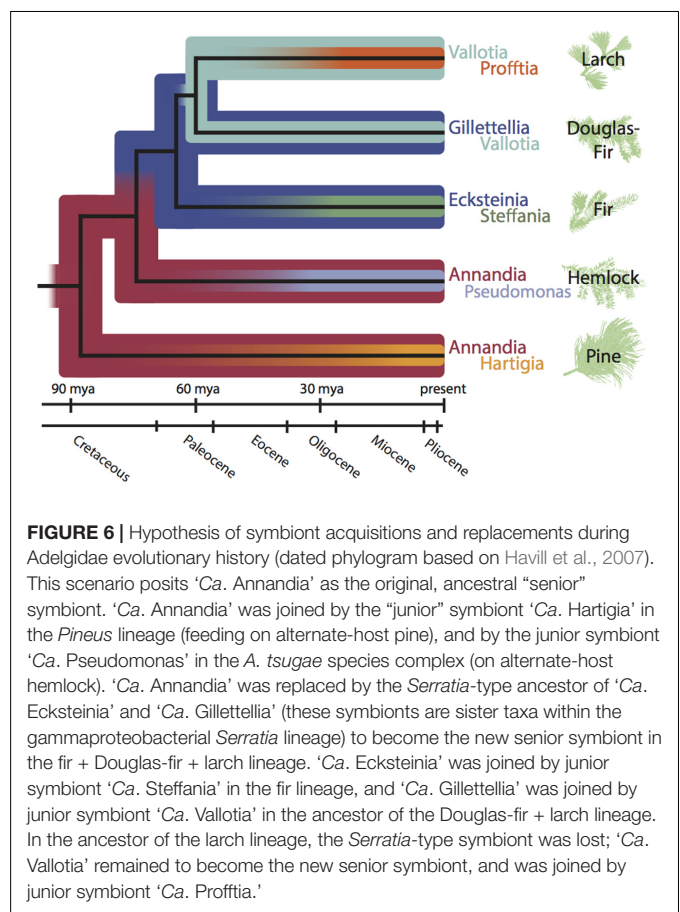 Vallotia
Profftia
Larch
Gillettellia
Vallotia
Douglas-
Fir
Ecksteinia
Steffania
Fir
Annandia
Pseudomonas
Hemlock
Annandia
Hartigia
Pine
90 mya 60 mya 30 mya present
Cretaceous Paleocene Eocene Oligocene Miocene Pliocene
FIGURE 6 | Hypothesis of symbiont acquisitions and replacements during
Adelgidae evolutionary history (dated phylogram based on Havill et al., 2007).
This scenario posits ‘Ca. Annandia’ as the original, ancestral “senior”
symbiont. ‘Ca. Annandia’ was joined by the “junior” symbiont ‘Ca. Hartigia’ in
the Pineus lineage (feeding on alternate-host pine), and by the junior symbiont
‘Ca. Pseudomonas’ in the A. tsugae species complex (on alternate-host
hemlock). ‘Ca. Annandia’ was replaced by the Serratia-type ancestor of ‘Ca.
Ecksteinia’ and ‘Ca. Gillettellia’ (these symbionts are sister taxa within the
gammaproteobacterial Serratia lineage) to become the new senior symbiont in
the fir + Douglas-fir + larch lineage. ‘Ca. Ecksteinia’ was joined by junior
symbiont ‘Ca. Steffania’ in the fir lineage, and ‘Ca. Gillettellia’ was joined by
junior symbiont ‘Ca. Vallotia’ in the ancestor of the Douglas-fir + larch lineage.
In the ancestor of the larch lineage, the Serratia-type symbiont was lost; ‘Ca.
Vallotia’ remained to become the new senior symbiont, and was joined by
junior symbiont ‘Ca. Profftia.’